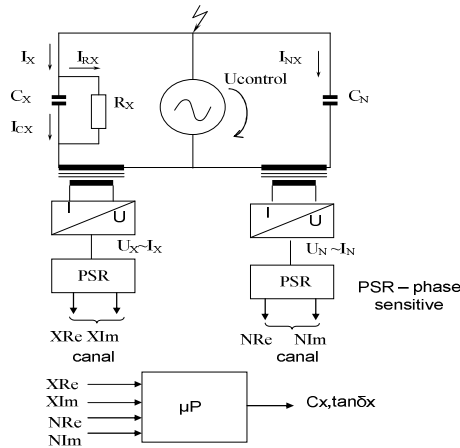 I_X
I_RX
I_NX
Ucontrol
C_X
R_X
C_N
I_CX
I
U
I
U
U_X~I_X
U_N~I_N
PSR
PSR
PSR – phase
sensitive
XRe XIm
canal
NRe NIm
canal
XRe
XIm
NRe
NIm
μP
Cx,tanδx